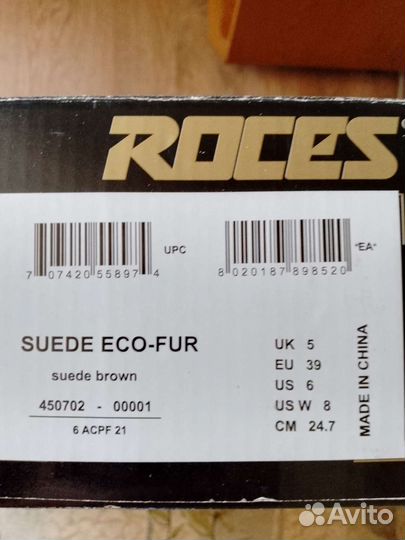 ROCES
7 07420 55897 4 UPC
8 020187 898520 "EA"
SUEDE ECO-FUR
suede brown
450702 - 00001
6 ACPF 21
UK 5
EU 39
US 6
US W 8
CM 24.7
MADE IN CHINA
Avito